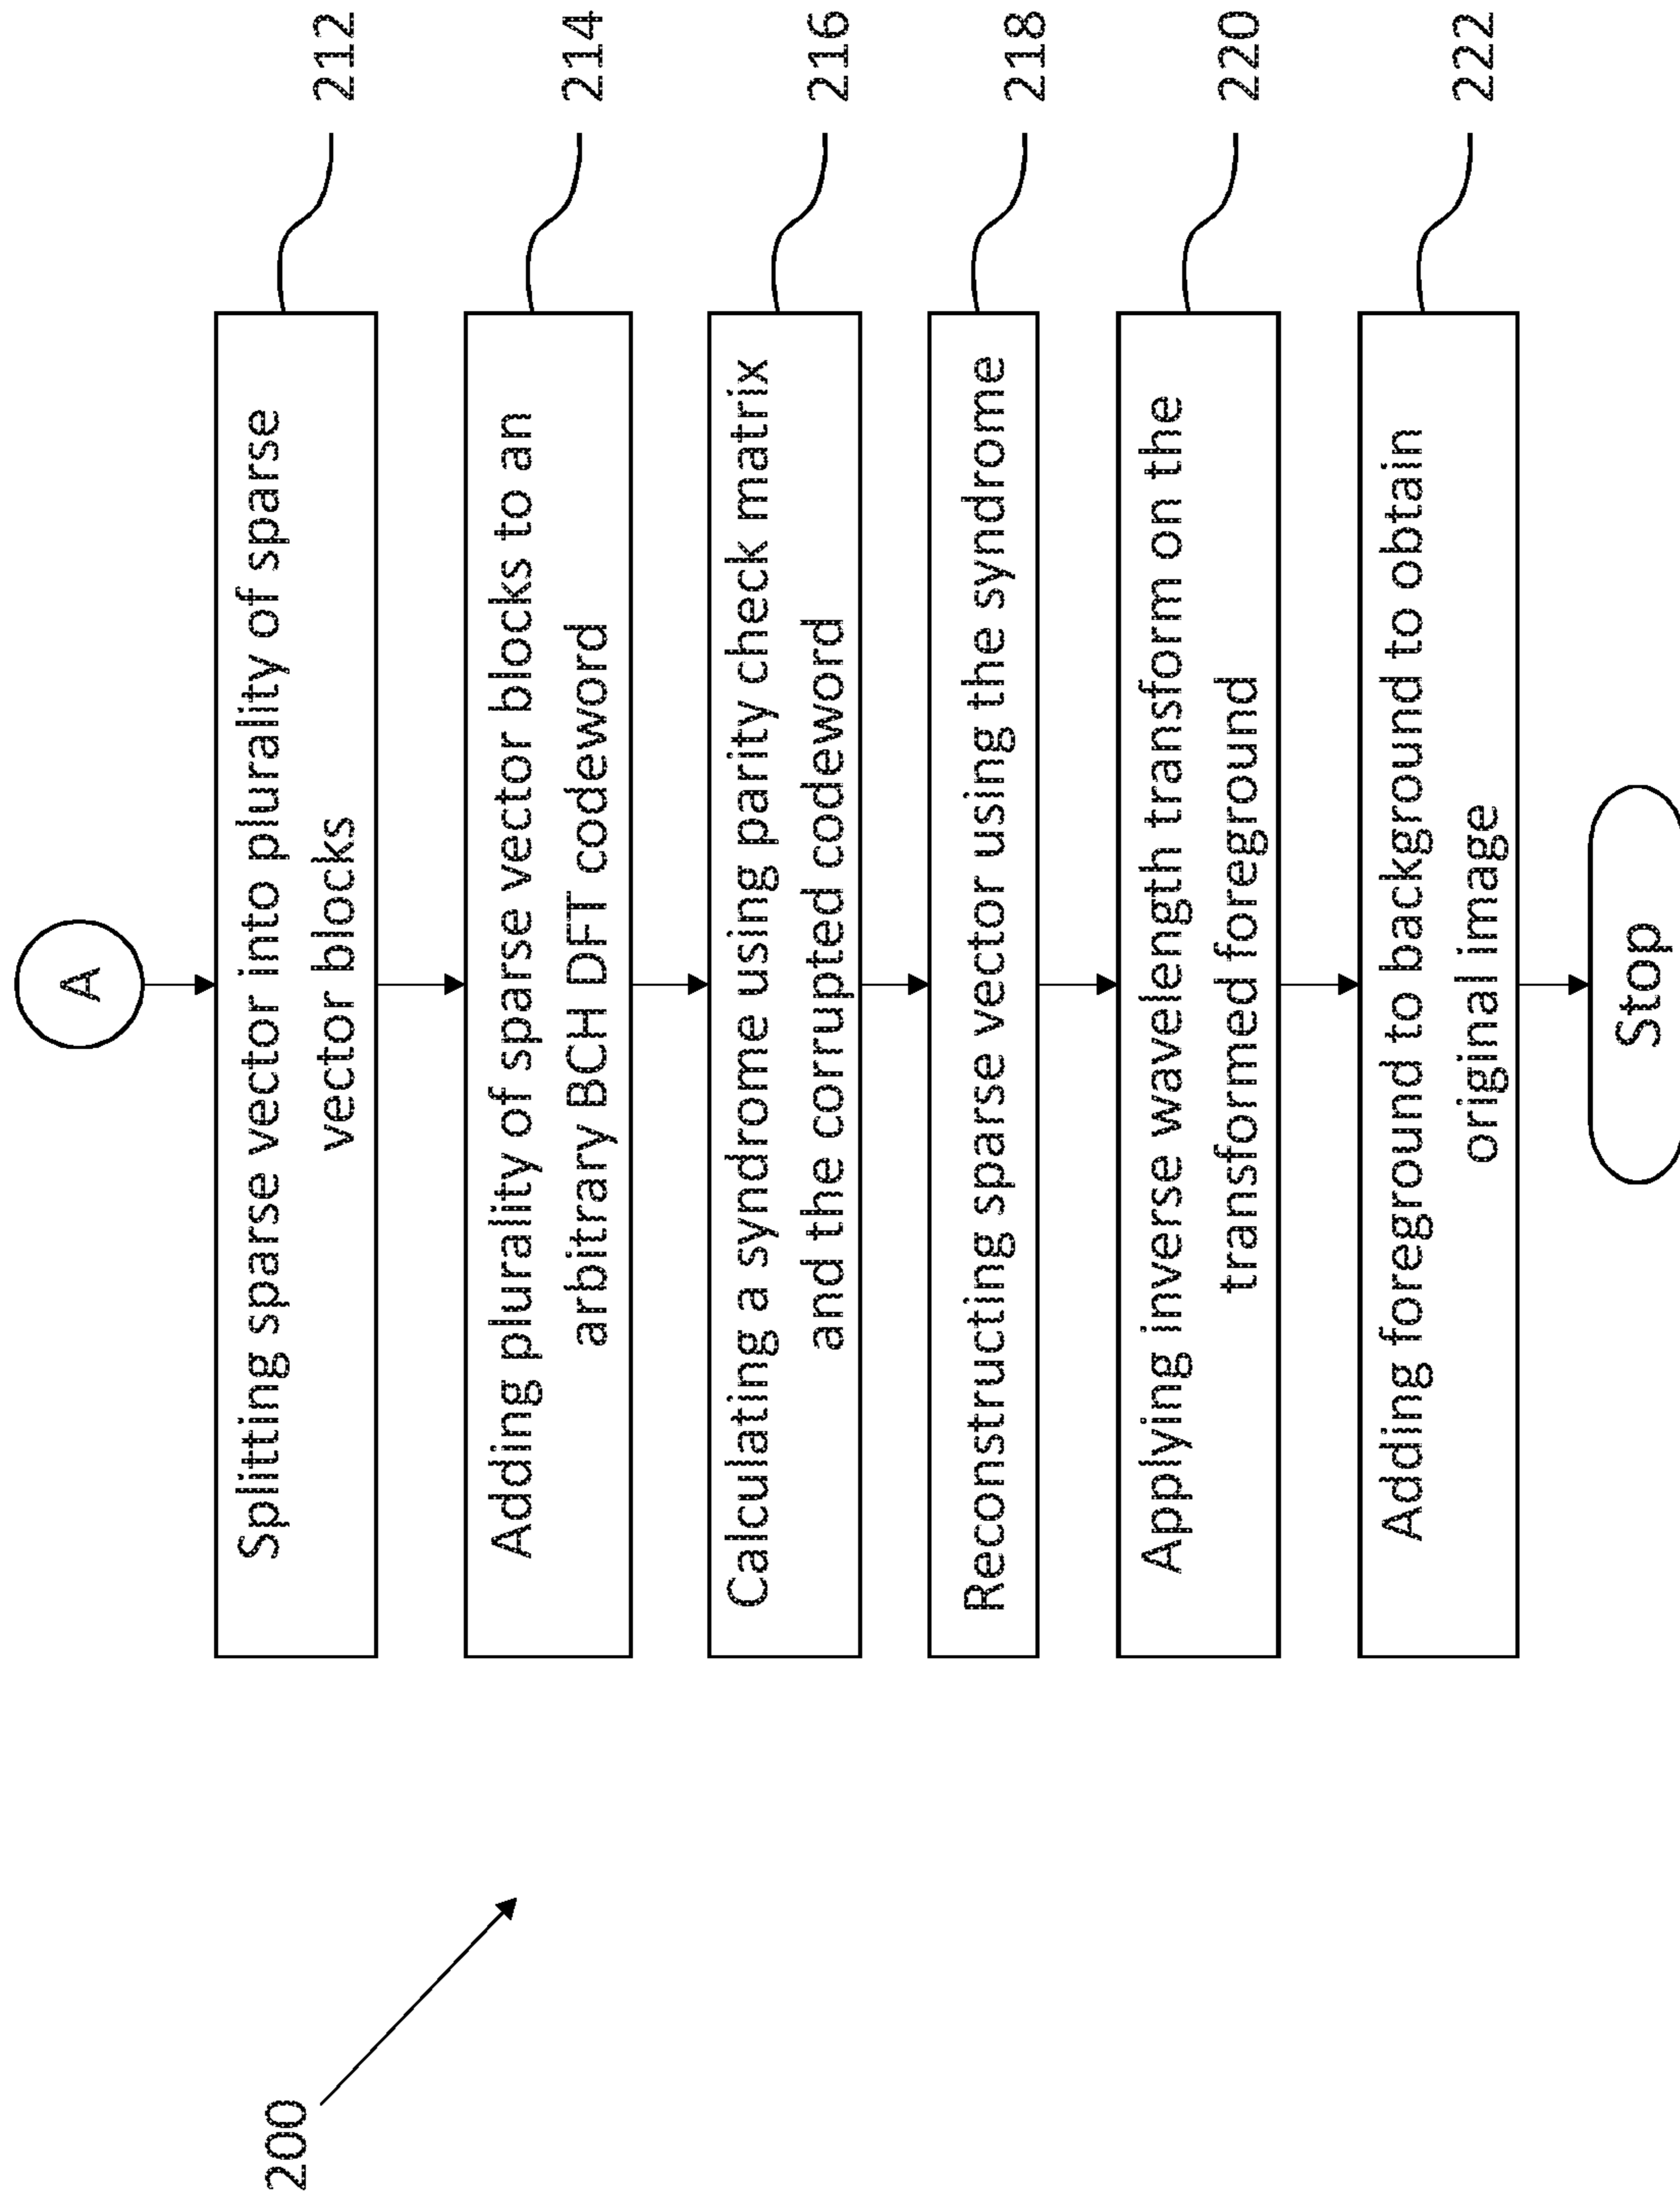 A
Splitting sparse vector into plurality of sparse
vector blocks
212
Adding plurality of sparse vector blocks to an
arbitrary BCH DFT codeword
214
Calculating a syndrome using parity check matrix
and the corrupted codeword
216
Reconstructing sparse vector using the syndrome
218
Applying inverse wavelength transform on the
transformed foreground
220
Adding foreground to background to obtain
original image
222
Stop
200